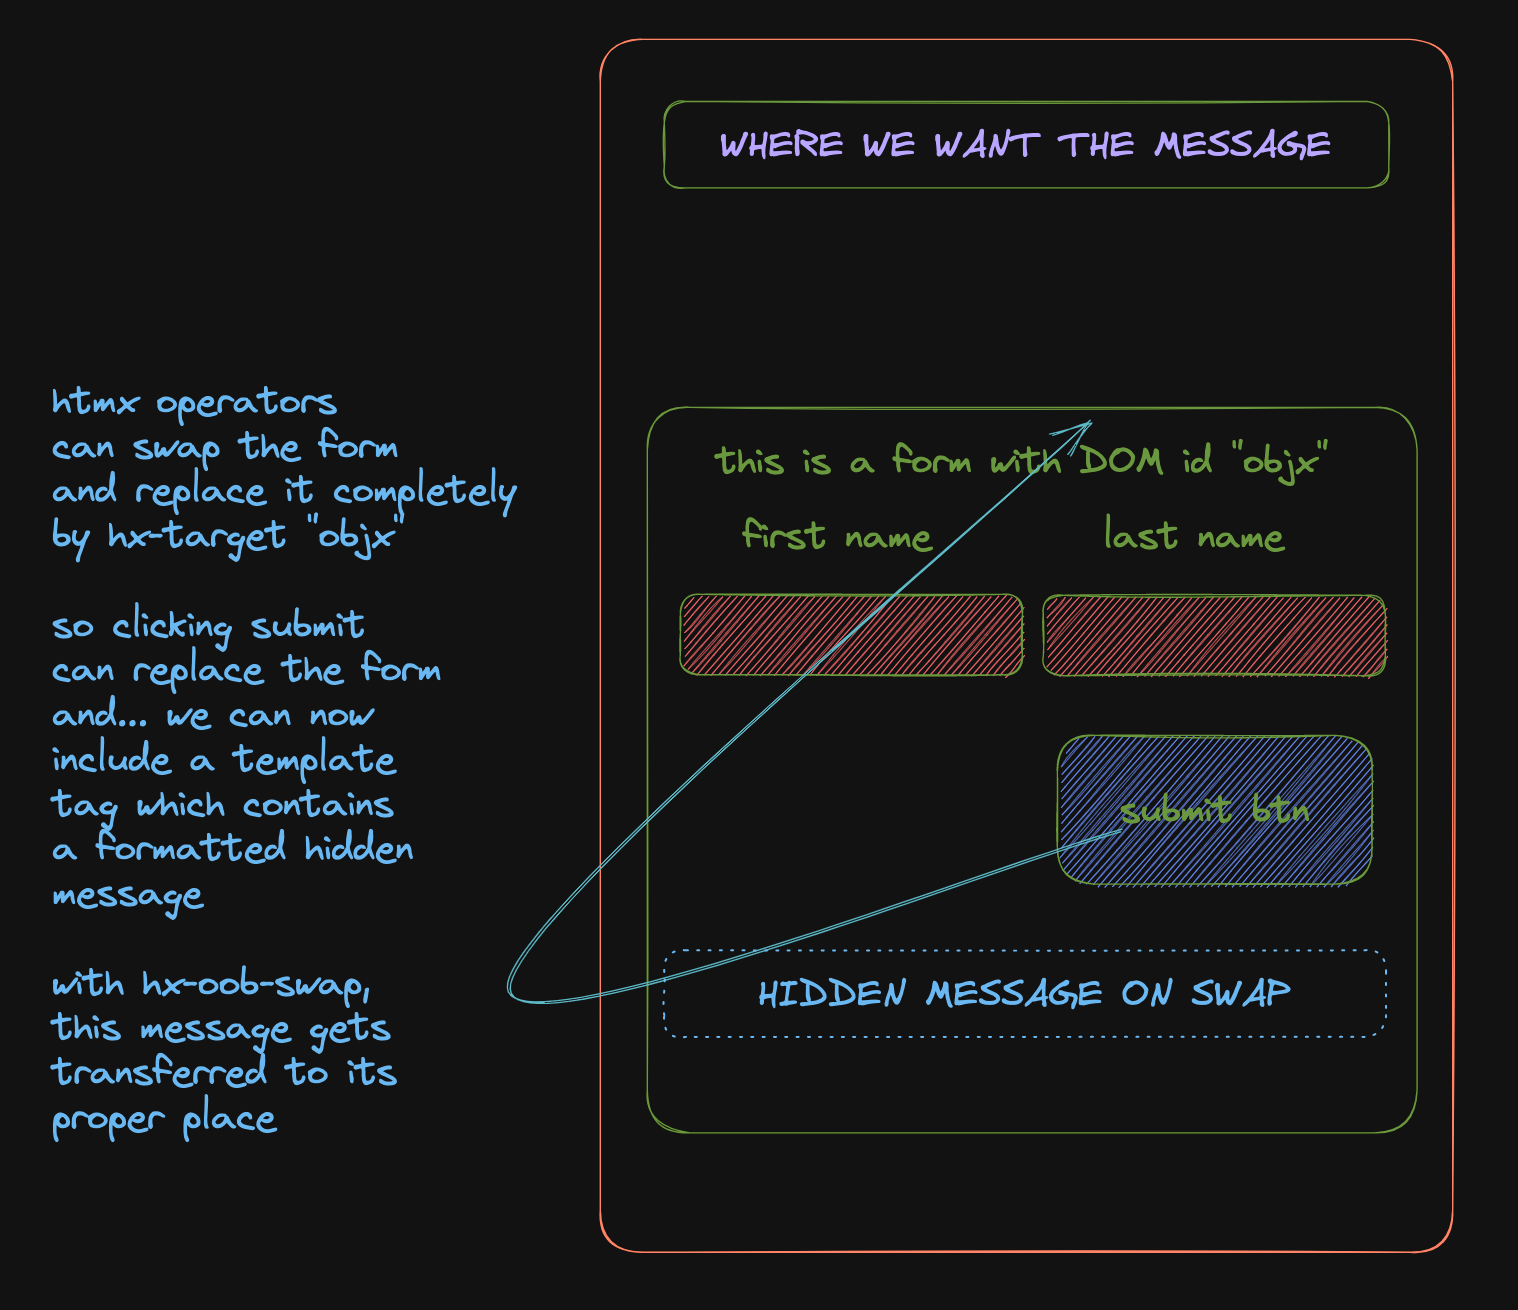 WHERE WE WANT THE MESSAGE
htmx operators
can swap the form
and replace it completely
by hx-target "objx"
so clicking submit
can replace the form
and... we can now
include a template
tag which contains
a formatted hidden
message
with hx-oob-swap,
this message gets
transferred to its
proper place
this is a form with DOM id "objx"
first name
last name
submit btn
HIDDEN MESSAGE ON SWAP